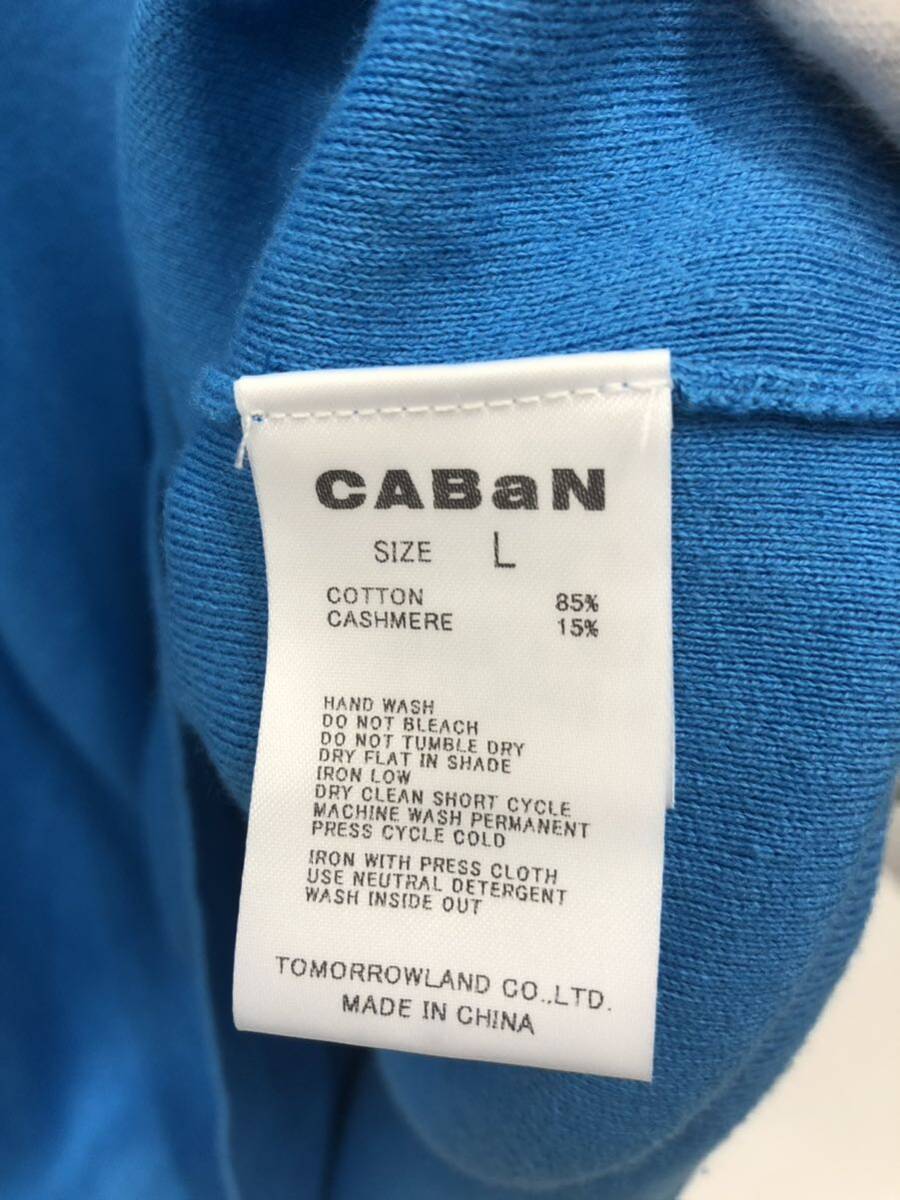 CABaN
SIZE L
COTTON 85%
CASHMERE 15%
HAND WASH
DO NOT BLEACH
DO NOT TUMBLE DRY
DRY FLAT IN SHADE
IRON LOW
DRY CLEAN SHORT CYCLE
MACHINE WASH PERMANENT
PRESS CYCLE COLD
IRON WITH PRESS CLOTH
USE NEUTRAL DETERGENT
WASH INSIDE OUT
TOMORROWLAND CO.,LTD.
MADE IN CHINA